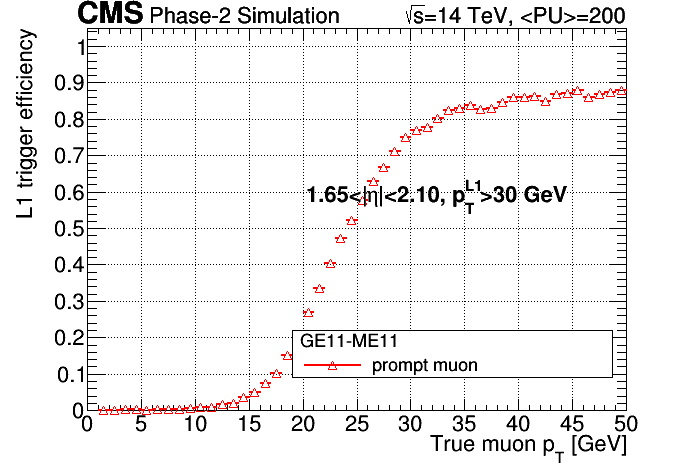 CMS Phase-2 Simulation √s=14 TeV, <PU>=200
L1 trigger efficiency
1
0.9
0.8
0.7
0.6
0.5
0.4
0.3
0.2
0.1
0
1.65<|η|<2.10, p_T^L1>30 GeV
GE11-ME11
prompt muon
0 5 10 15 20 25 30 35 40 45 50
True muon p_T [GeV]